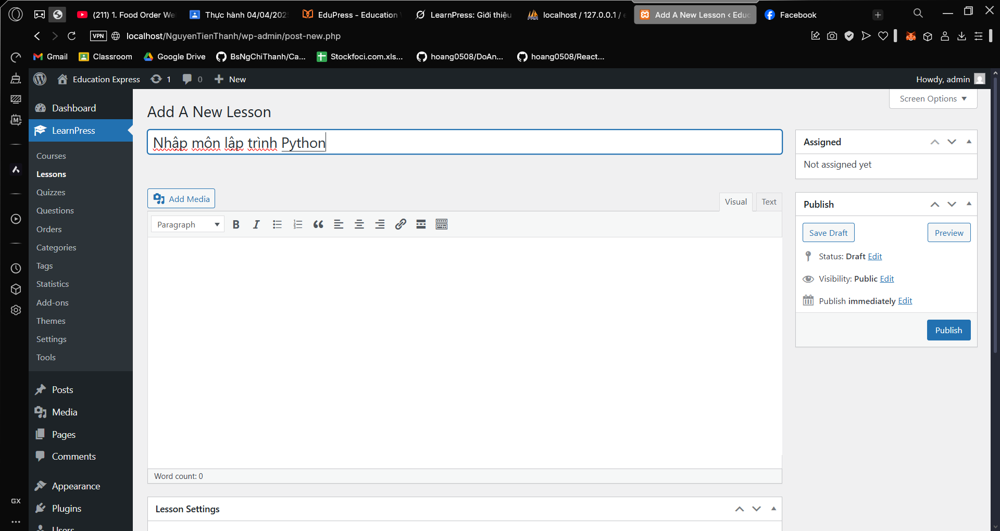 (211) 1. Food Order We
Thực hành 04/04/202
EduPress - Education
LearnPress: Giới thiệu
localhost / 127.0.0.1 /
Add A New Lesson ‹ Educ
Facebook
VPN
localhost/NguyenTienThanh/wp-admin/post-new.php
Gmail
Classroom
Google Drive
BsNgChiThanh/Ca...
Stockfoci.com.xls...
hoang0508/DoAn...
hoang0508/React...
Education Express
1
0
New
Howdy, admin
Screen Options
Dashboard
LearnPress
Courses
Lessons
Quizzes
Questions
Orders
Categories
Tags
Statistics
Add-ons
Themes
Settings
Tools
Posts
Media
Pages
Comments
Appearance
Plugins
Users
GX
Add A New Lesson
Nhập môn lập trình Python
Add Media
Visual
Text
Paragraph
Word count: 0
Lesson Settings
Assigned
Not assigned yet
Publish
Save Draft
Preview
Status: Draft Edit
Visibility: Public Edit
Publish immediately Edit
Publish